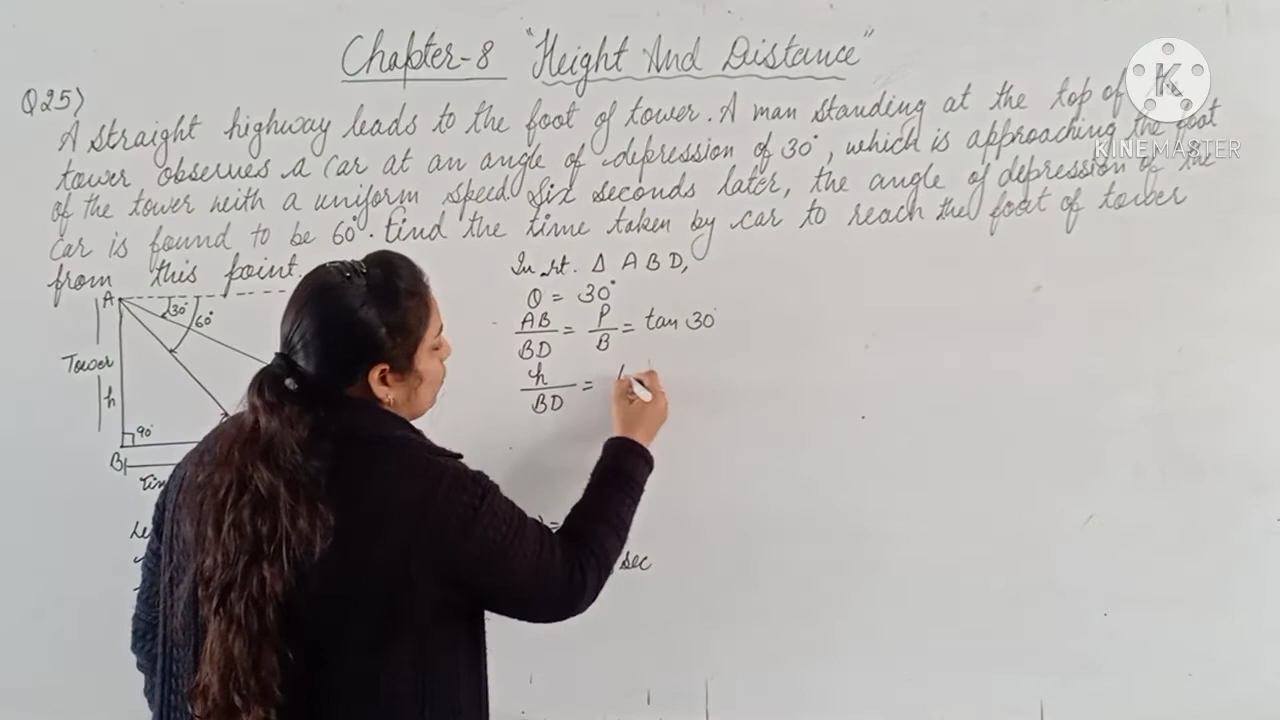 Chapter-8 "Height And Distance"
Q25)
A straight highway leads to the foot of tower. A man standing at the top of
tower observes a car at an angle of depression of 30°, which is approaching the foot
of the tower with a uniform speed. Six seconds later, the angle of depression of the
car is found to be 60°. Find the time taken by car to reach the foot of tower
from this point.
A 30°
60°
Tower
h
90°
B
In rt. Δ ABD,
θ = 30°
AB/BD = P/B = tan 30°
h/BD =
sec
K
KINEMASTER